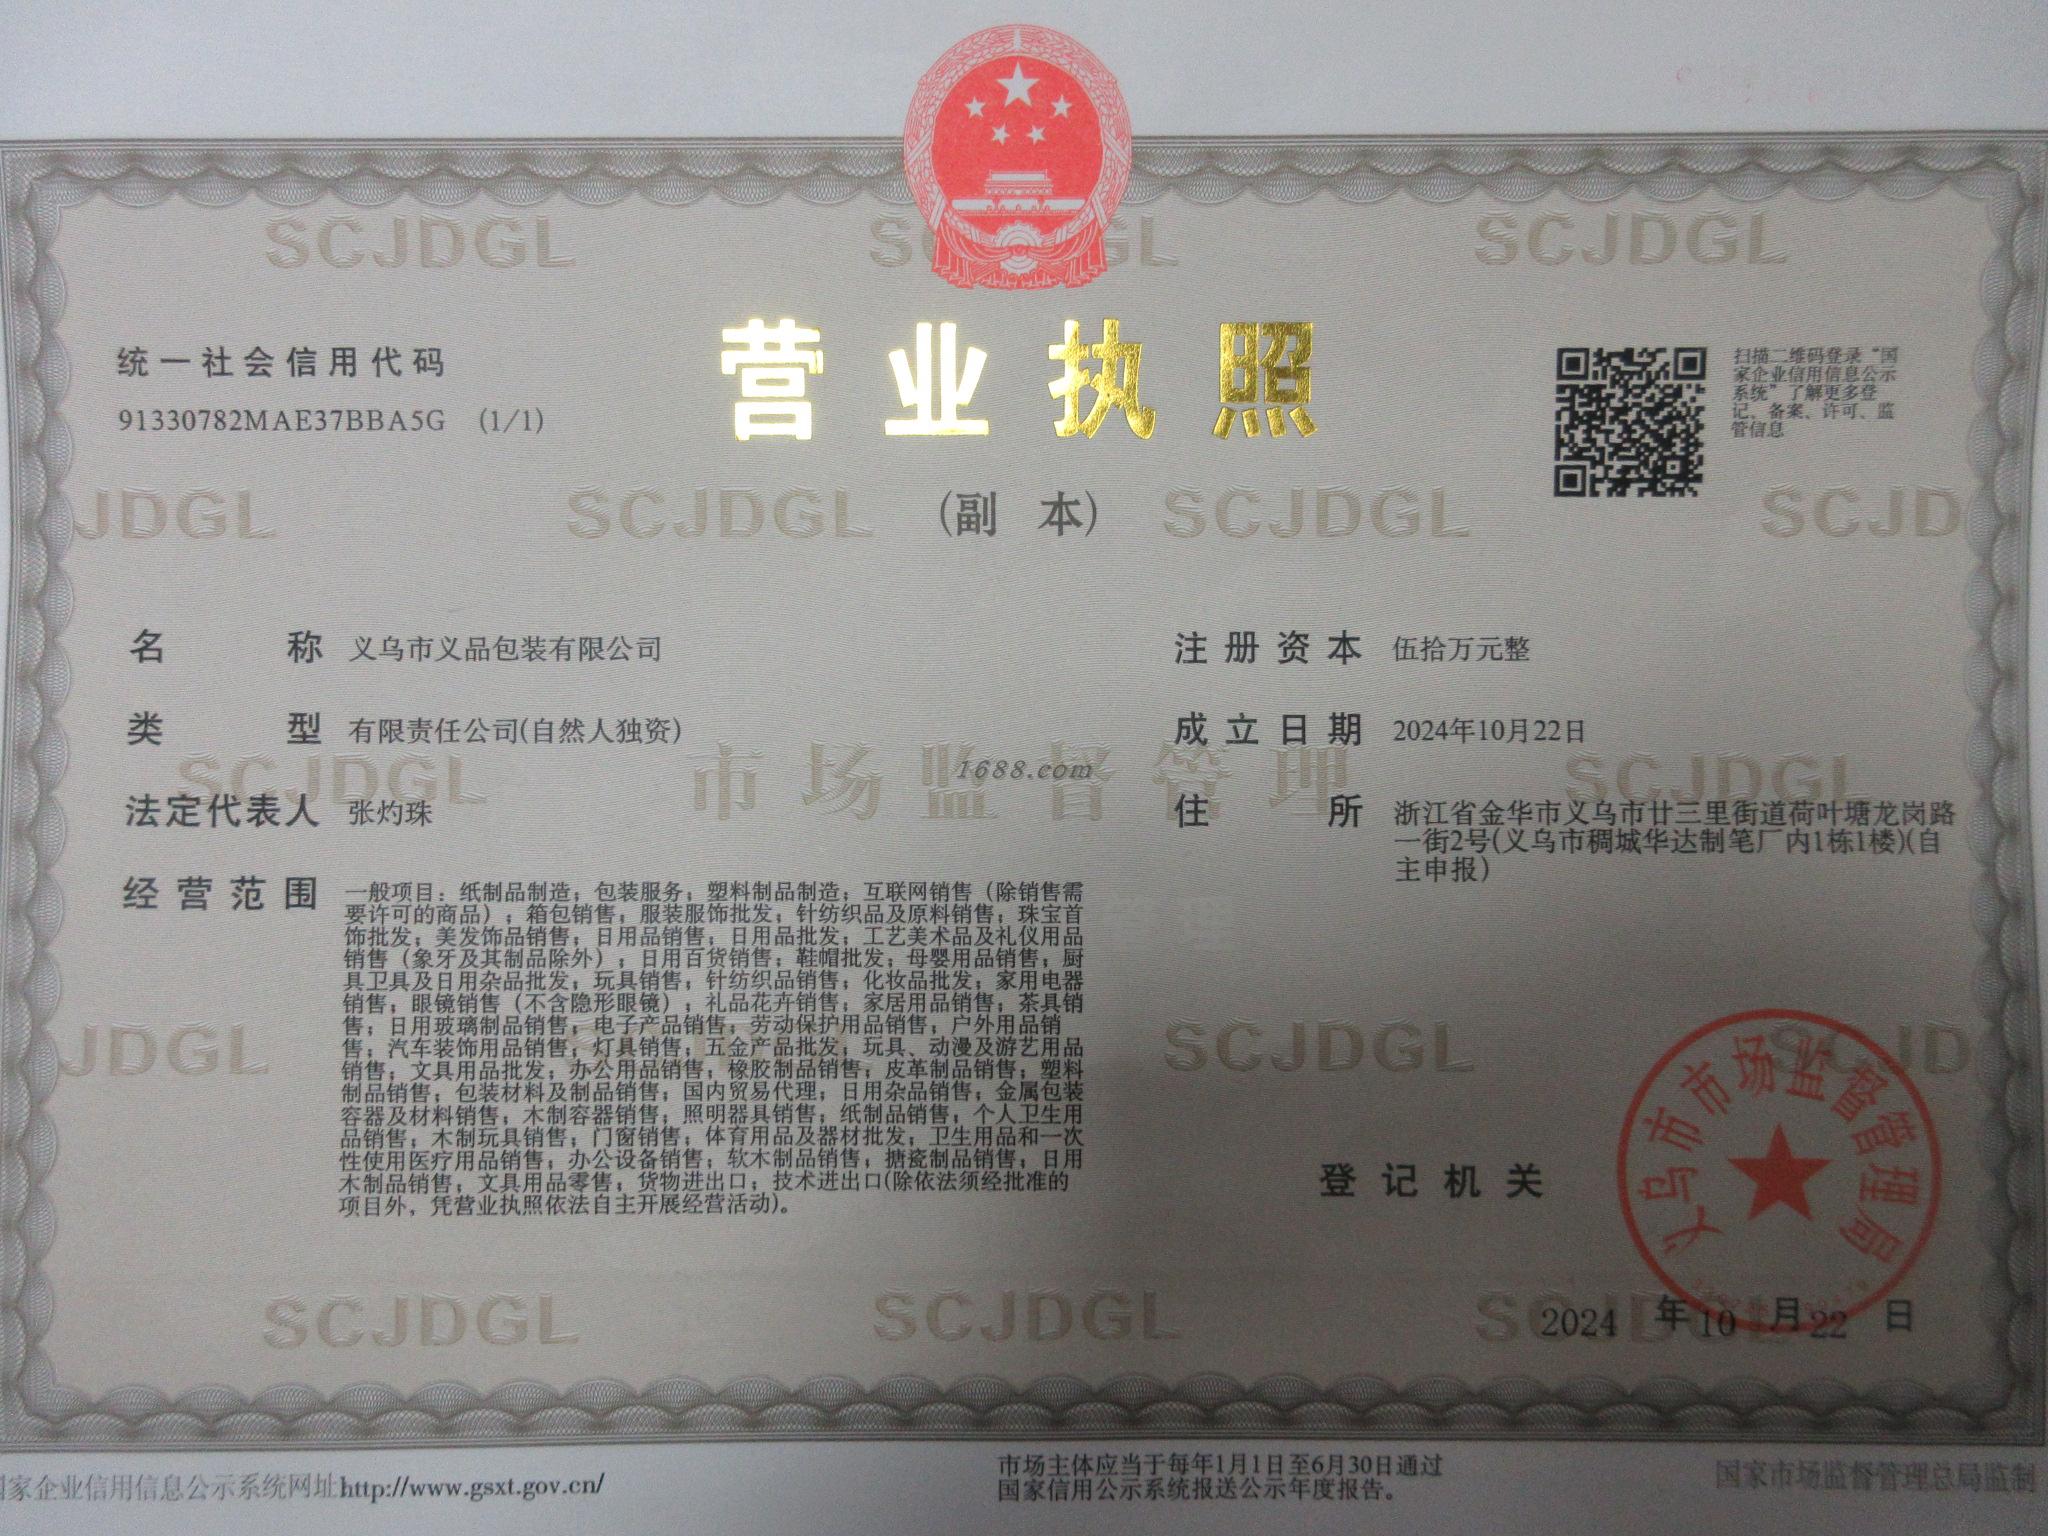 SCJDGL
SCJDGL
营业执照
统一社会信用代码
91330782MAE37BBA5G (1/1)
扫描二维码登录“国
家企业信用信息公示
系统”了解更多登
记、备案、许可、监
管信息
JDGL SCJDGL SCJDGL SCJD
(副 本)
名 称 义乌市义品包装有限公司
注册资本 伍拾万元整
类 型 有限责任公司(自然人独资)
成立日期 2024年10月22日
SCJDGL 市场监督管理 SCJDGL
1688.com
法定代表人 张灼珠
住 所 浙江省金华市义乌市廿三里街道荷叶塘龙岗路
一街2号(义乌市稠城华达制笔厂内1栋1楼)(自
主申报)
经营范围 一般项目：纸制品制造；包装服务；塑料制品制造；互联网销售（除销售需
要许可的商品）；箱包销售；服装服饰批发；针纺织品及原料销售；珠宝首
饰批发；美发饰品销售；日用品销售；日用品批发；工艺美术品及礼仪用品
销售（象牙及其制品除外）；日用百货销售；鞋帽批发；母婴用品销售；厨
具卫具及日用杂品批发；玩具销售；针纺织品销售；化妆品批发；家用电器
销售；眼镜销售（不含隐形眼镜）；礼品花卉销售；家居用品销售；茶具销
售；日用玻璃制品销售；电子产品销售；劳动保护用品销售；户外用品销
售；汽车装饰用品销售；灯具销售；五金产品批发；玩具、动漫及游艺用品
销售；文具用品批发；办公用品销售；橡胶制品销售；皮革制品销售；塑料
制品销售；包装材料及制品销售；国内贸易代理；日用杂品销售；金属包装
容器及材料销售；木制容器销售；照明器具销售；纸制品销售；个人卫生用
品销售；木制玩具销售；门窗销售；体育用品及器材批发；卫生用品和一次
性使用医疗用品销售；办公设备销售；软木制品销售；搪瓷制品销售；日用
木制品销售；文具用品零售；货物进出口；技术进出口(除依法须经批准的
项目外，凭营业执照依法自主开展经营活动)。
JDGL SCJDGL SCJD
义乌市市场监督管理局
登记机关
SCJDGL SCJDGL
2024 年 10 月 22 日
国家企业信用信息公示系统网址http://www.gsxt.gov.cn/
市场主体应当于每年1月1日至6月30日通过
国家信用公示系统报送公示年度报告。
国家市场监督管理总局监制